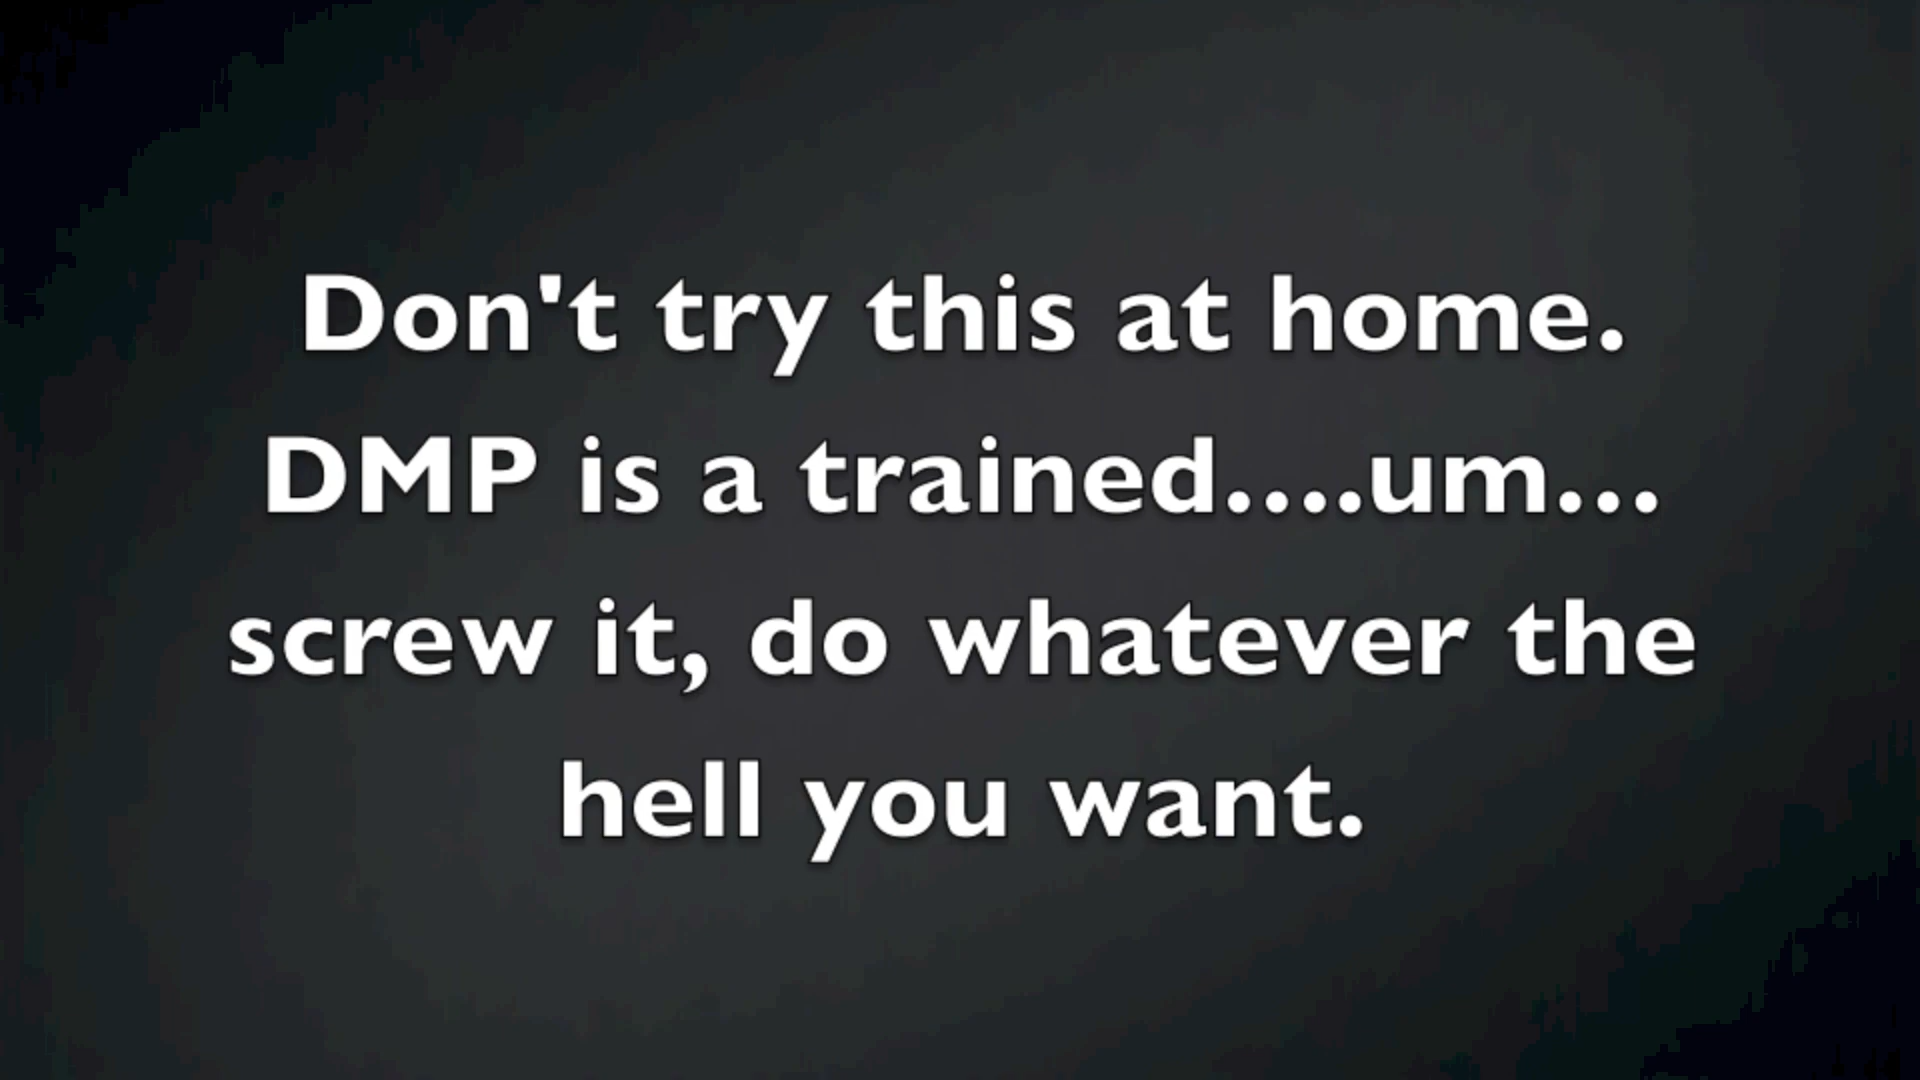 Don't try this at home.
DMP is a trained....um...
screw it, do whatever the
hell you want.